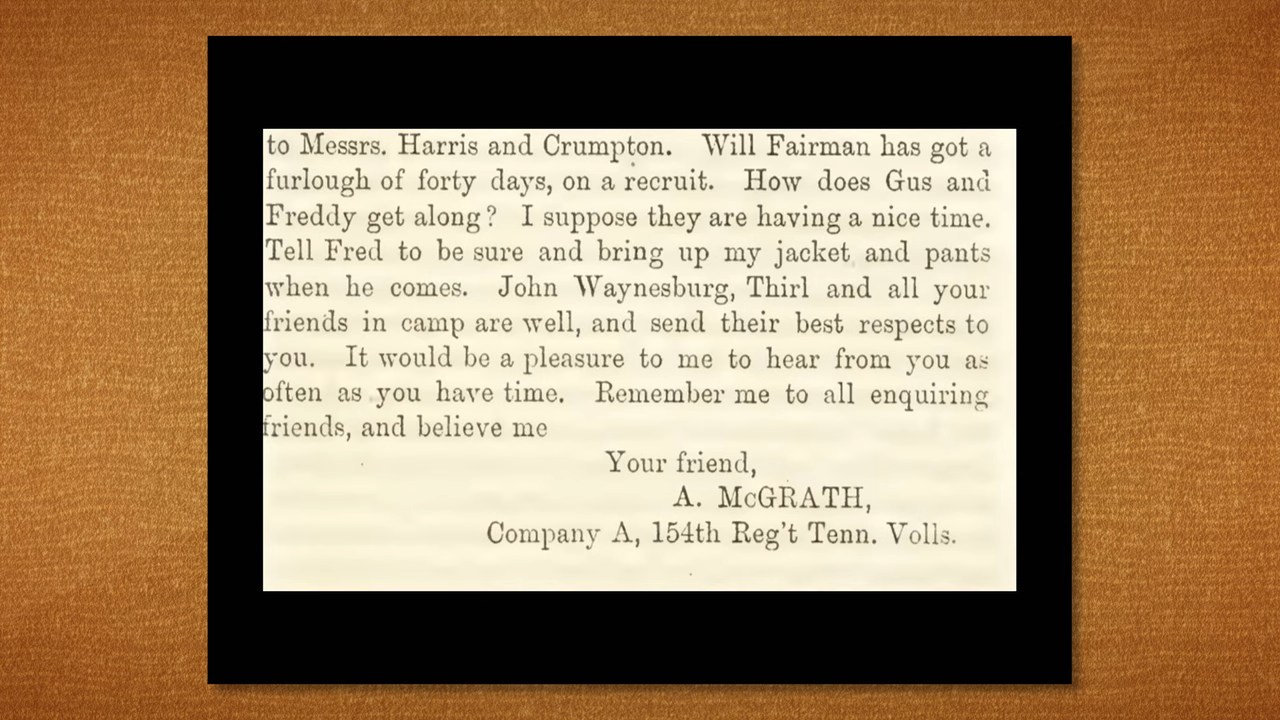 to Messrs. Harris and Crumpton. Will Fairman has got a
furlough of forty days, on a recruit. How does Gus and
Freddy get along? I suppose they are having a nice time.
Tell Fred to be sure and bring up my jacket and pants
when he comes. John Waynesburg, Thirl and all your
friends in camp are well, and send their best respects to
you. It would be a pleasure to me to hear from you as
often as you have time. Remember me to all enquiring
friends, and believe me
Your friend,
A. McGRATH,
Company A, 154th Reg't Tenn. Volls.